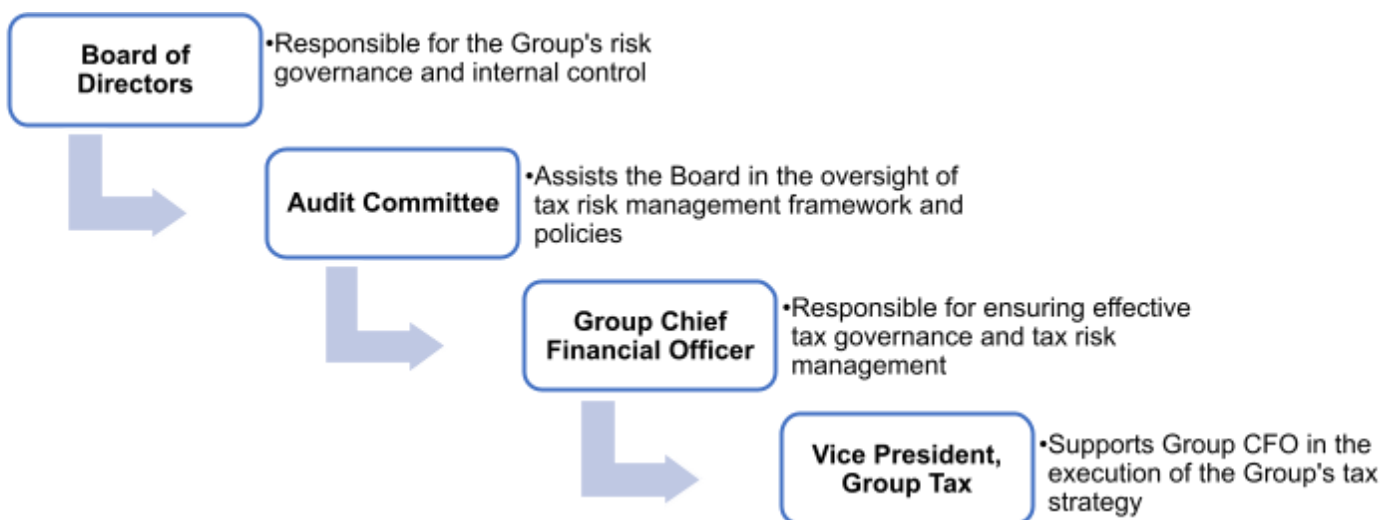 Board of
Directors
•Responsible for the Group's risk
governance and internal control
Audit Committee
•Assists the Board in the oversight of
tax risk management framework and
policies
Group Chief
Financial Officer
•Responsible for ensuring effective
tax governance and tax risk
management
Vice President,
Group Tax
•Supports Group CFO in the
execution of the Group's tax
strategy